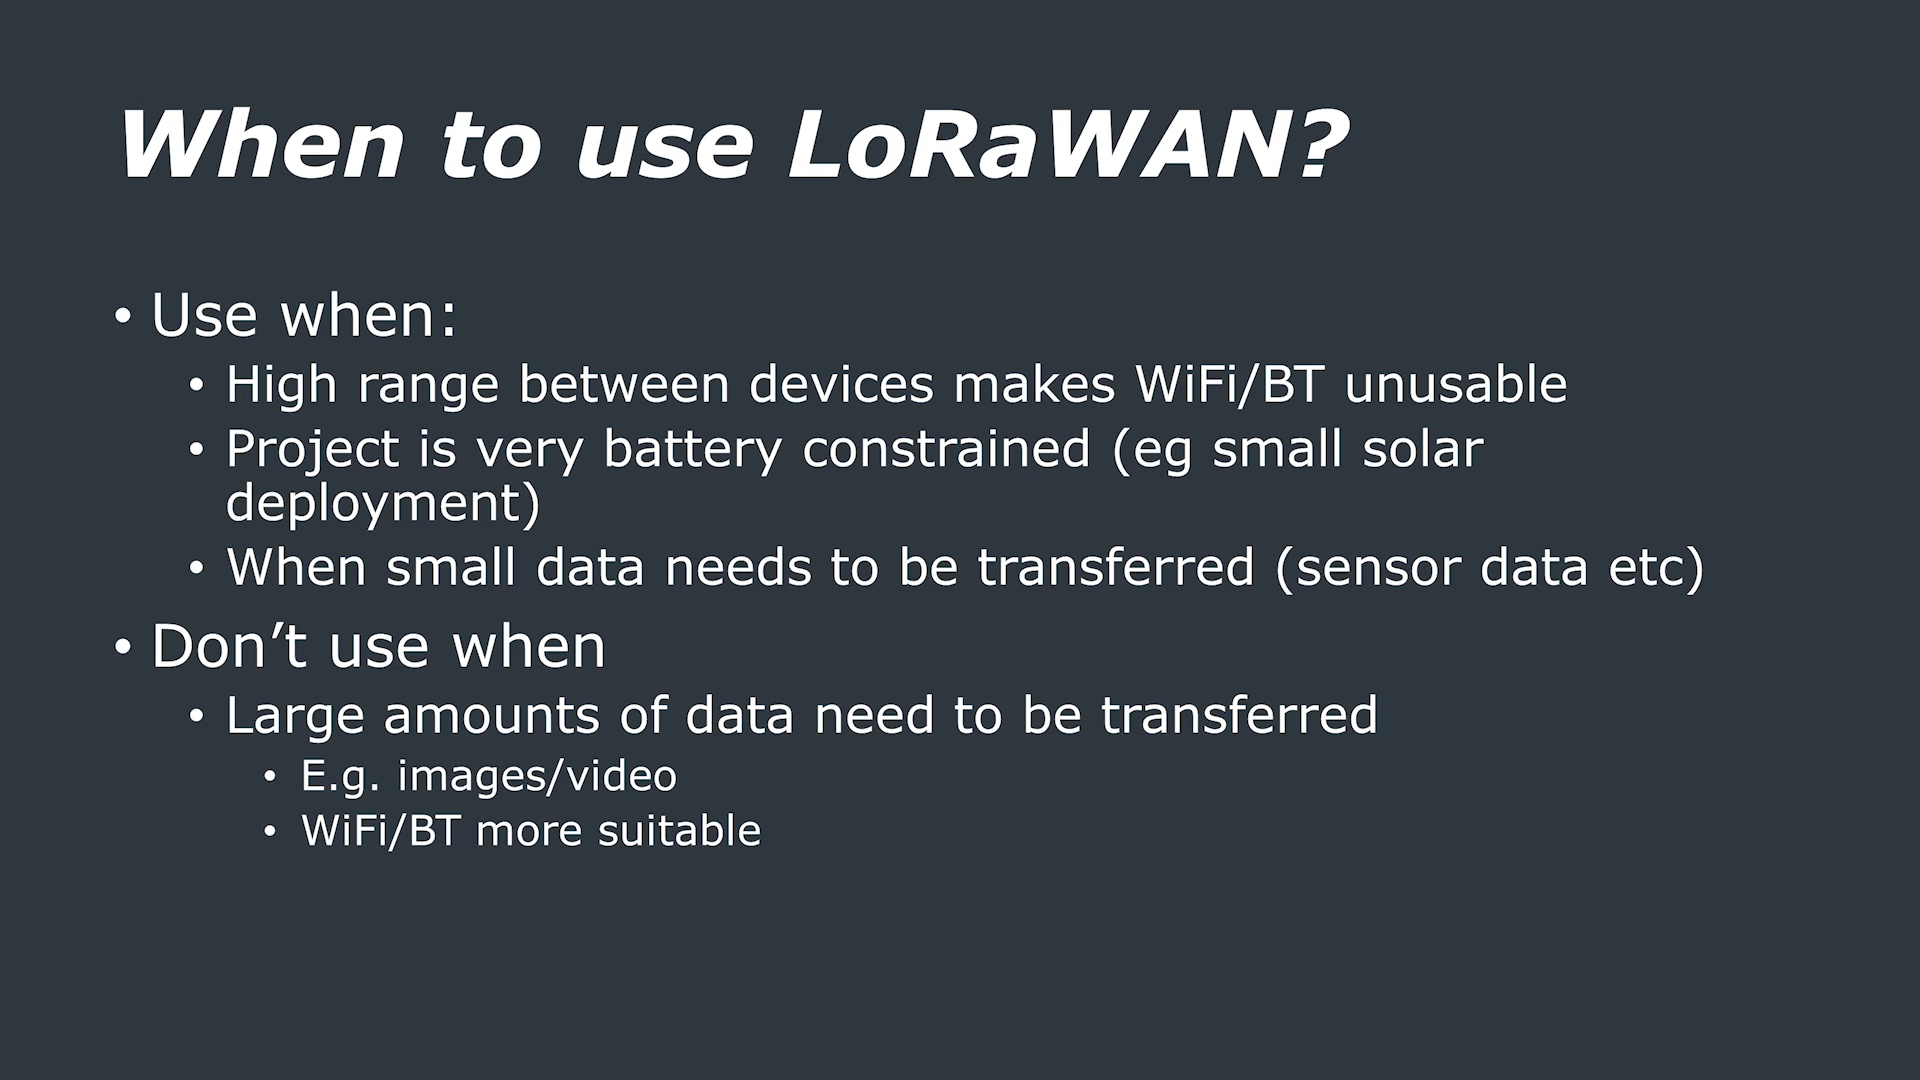 When to use LoRaWAN?
• Use when:
• High range between devices makes WiFi/BT unusable
• Project is very battery constrained (eg small solar
deployment)
• When small data needs to be transferred (sensor data etc)
• Don’t use when
• Large amounts of data need to be transferred
• E.g. images/video
• WiFi/BT more suitable